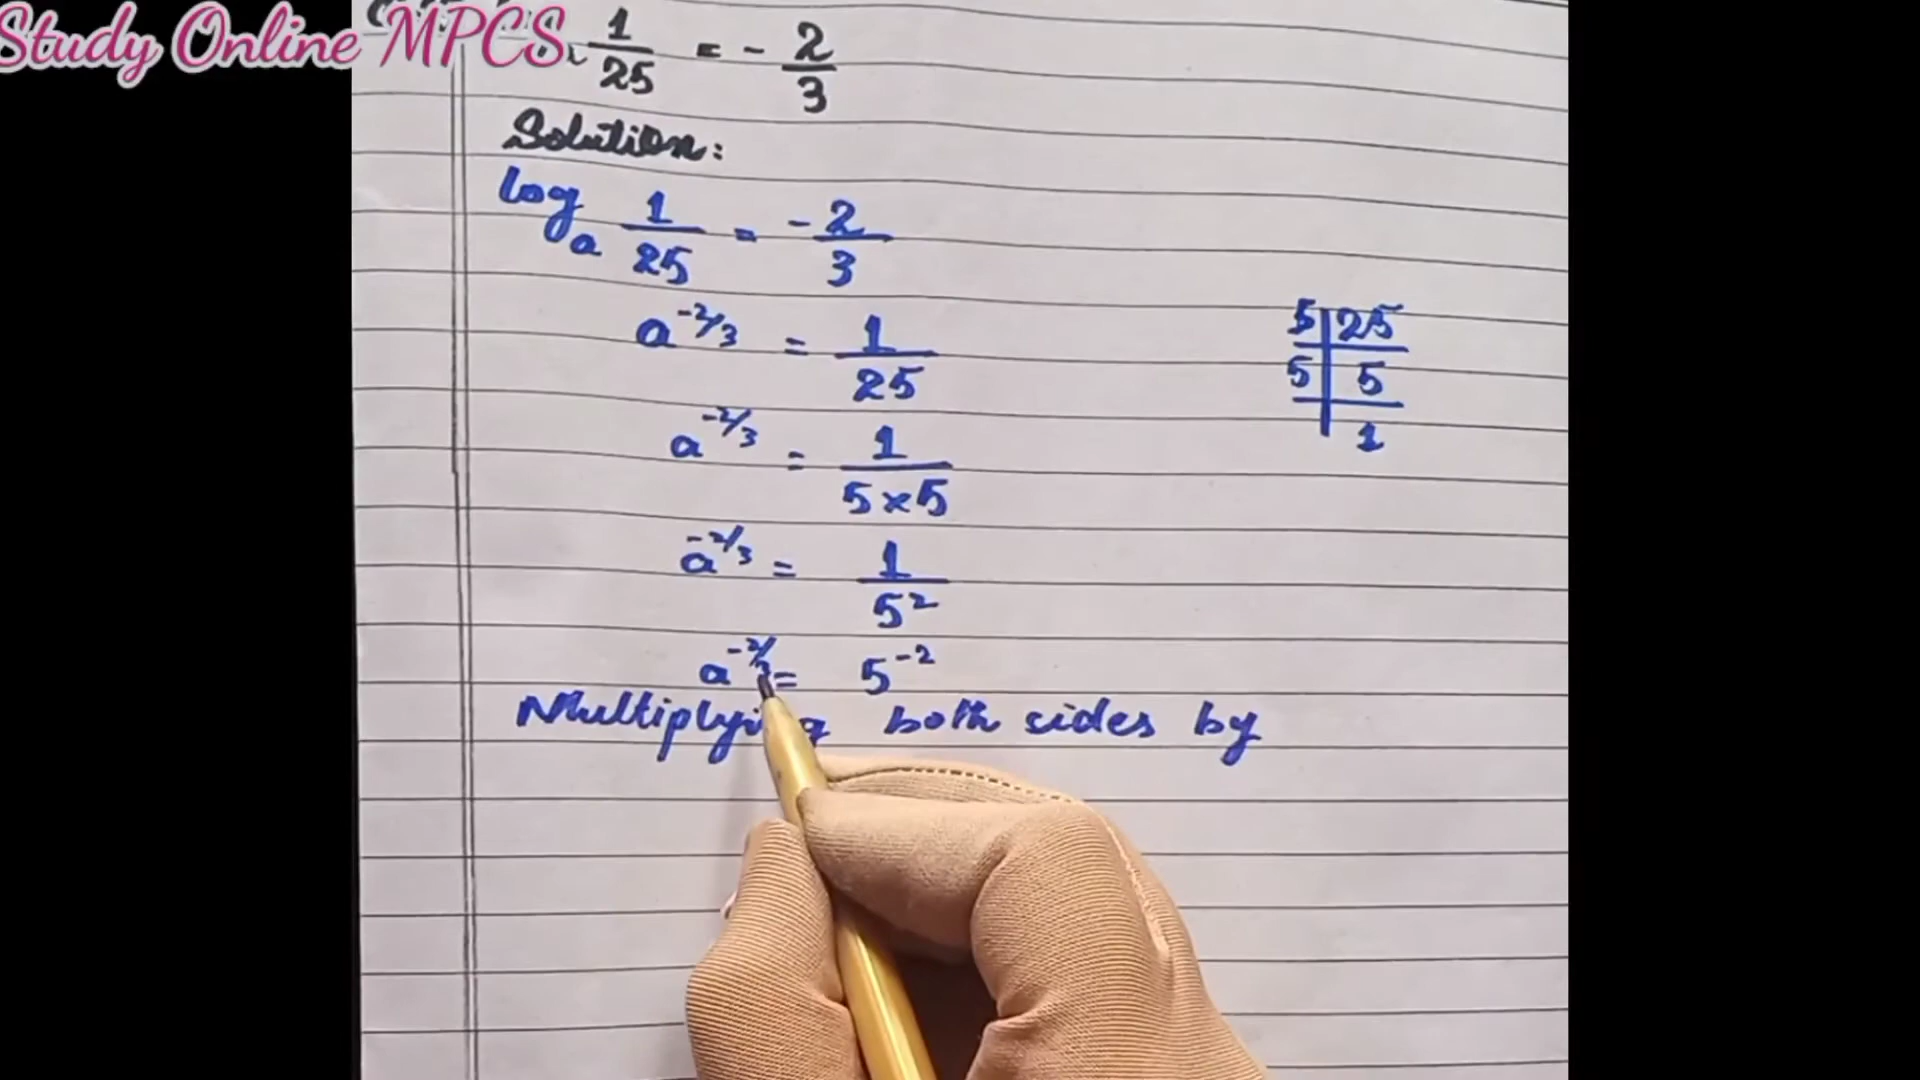 Study Online MPCS
1/25 = - 2/3
Solution:
log_a 1/25 = -2/3
a^-2/3 = 1/25
a^-2/3 = 1/5×5
a^-2/3 = 1/5²
a^-2/3 = 5^-2
Multiplying both sides by
5 | 25
5 | 5
1